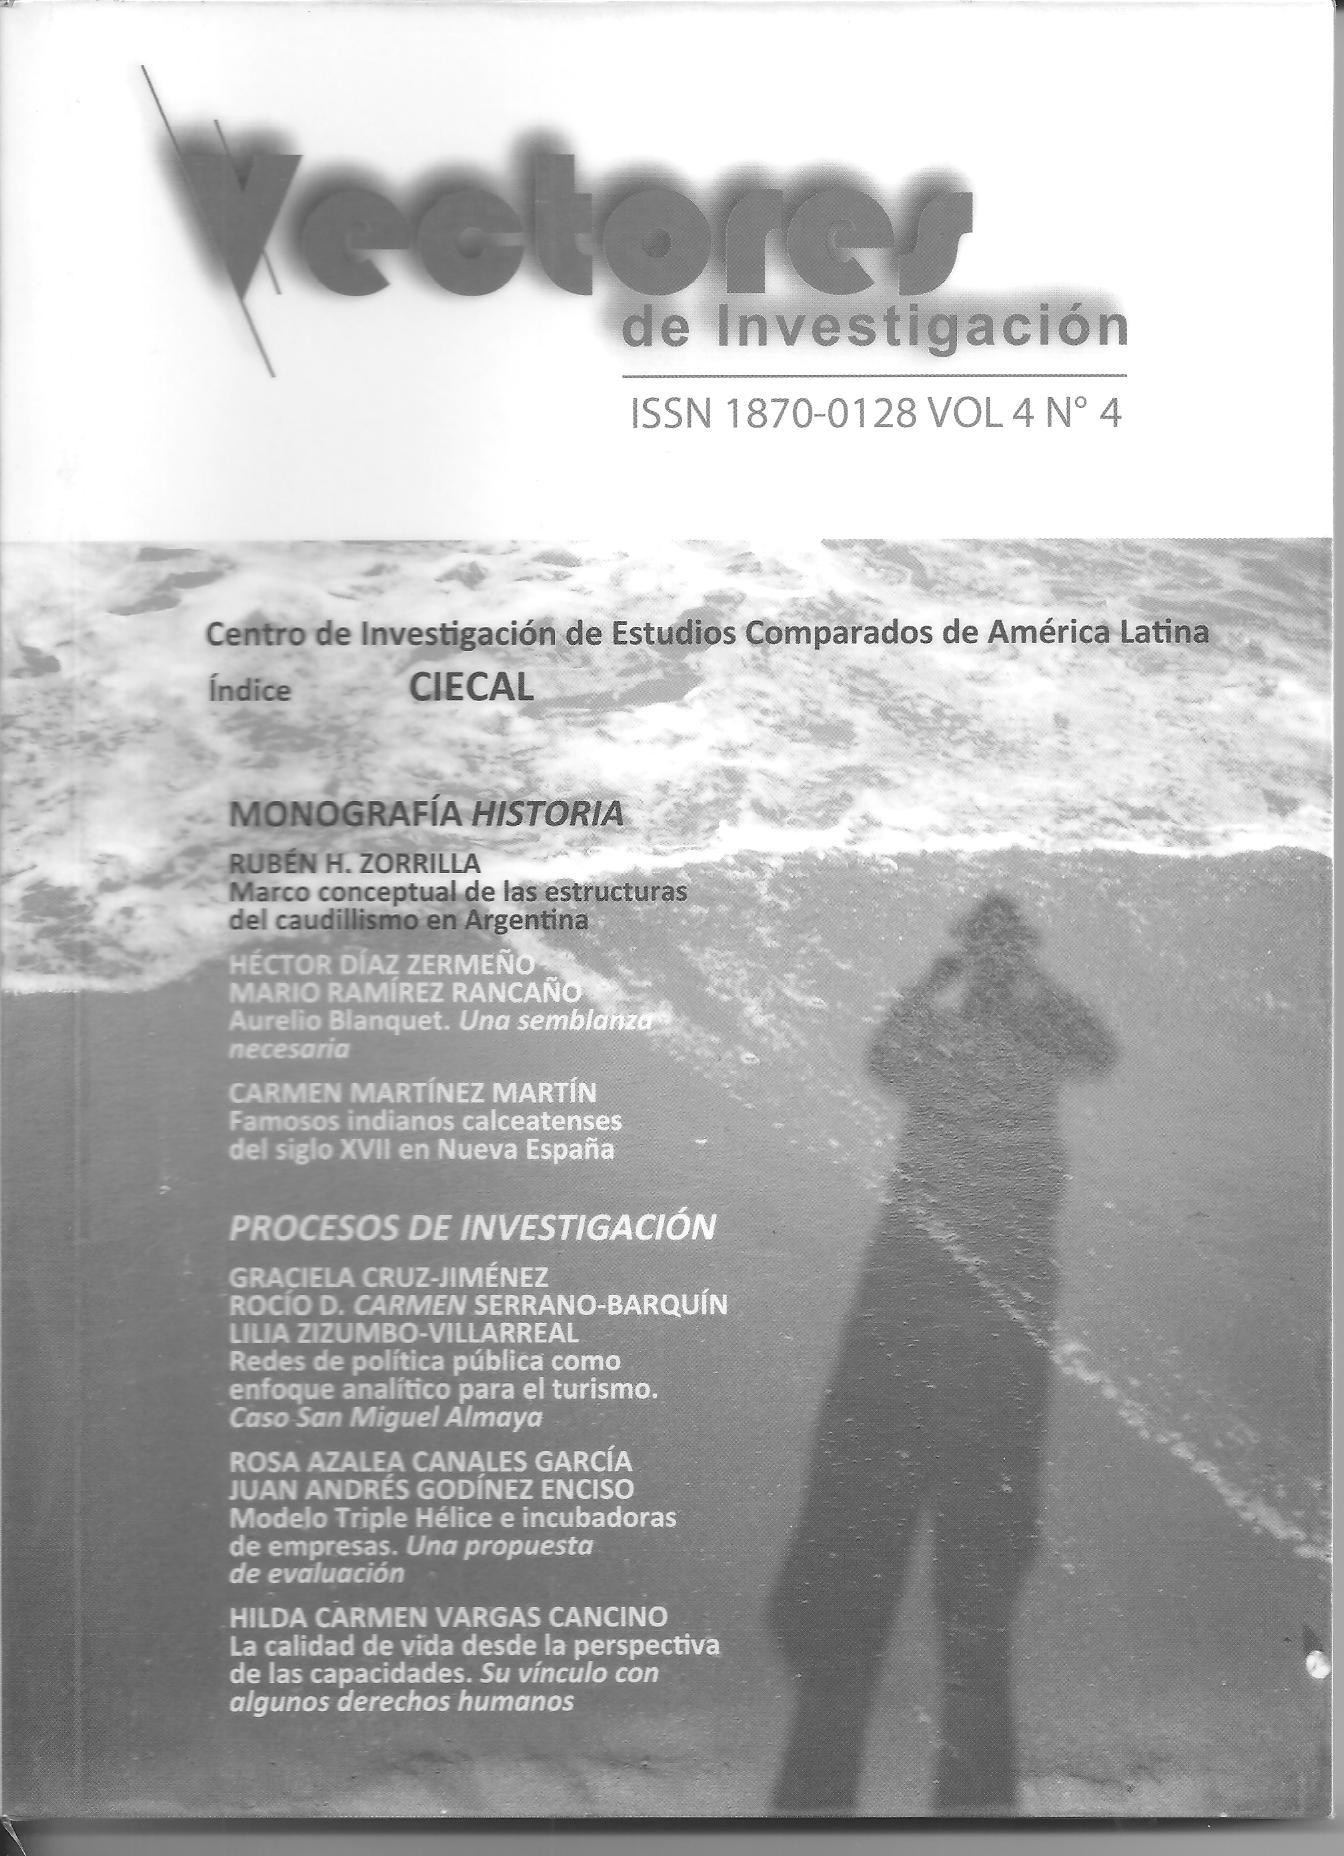 Vectores
de Investigación
ISSN 1870-0128 VOL 4 N° 4
Centro de Investigación de Estudios Comparados de América Latina
Índice CIECAL
MONOGRAFÍA HISTORIA
RUBÉN H. ZORRILLA
Marco conceptual de las estructuras
del caudillismo en Argentina
HÉCTOR DÍAZ ZERMEÑO
MARIO RAMÍREZ RANCAÑO
Aurelio Blanquet. Una semblanza
necesaria
CARMEN MARTÍNEZ MARTÍN
Famosos indianos calceatenses
del siglo XVII en Nueva España
PROCESOS DE INVESTIGACIÓN
GRACIELA CRUZ-JIMÉNEZ
ROCÍO D. CARMEN SERRANO-BARQUÍN
LILIA ZIZUMBO-VILLARREAL
Redes de política pública como
enfoque analítico para el turismo.
Caso San Miguel Almaya
ROSA AZALEA CANALES GARCÍA
JUAN ANDRÉS GODÍNEZ ENCISO
Modelo Triple Hélice e incubadoras
de empresas. Una propuesta
de evaluación
HILDA CARMEN VARGAS CANCINO
La calidad de vida desde la perspectiva
de las capacidades. Su vínculo con
algunos derechos humanos